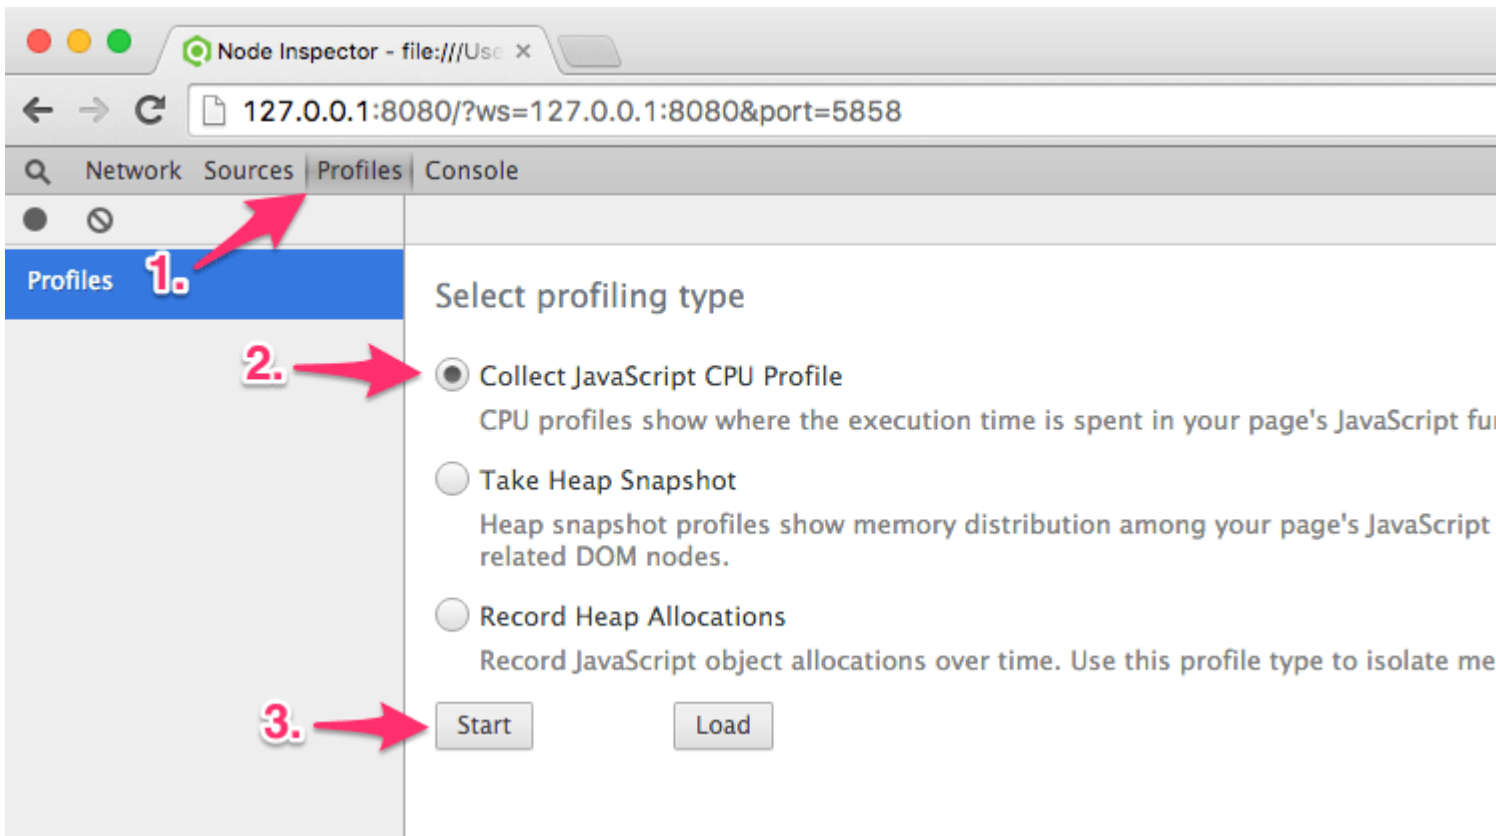 Node Inspector - file:///Use
127.0.0.1:8080/?ws=127.0.0.1:8080&port=5858
Network Sources Profiles Console
Profiles 1.
Select profiling type
2. Collect JavaScript CPU Profile
CPU profiles show where the execution time is spent in your page's JavaScript fu
Take Heap Snapshot
Heap snapshot profiles show memory distribution among your page's JavaScript
related DOM nodes.
Record Heap Allocations
Record JavaScript object allocations over time. Use this profile type to isolate me
3. Start Load